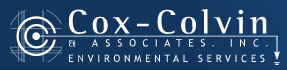 Cox-Colvin
& ASSOCIATES, INC.
ENVIRONMENTAL SERVICES